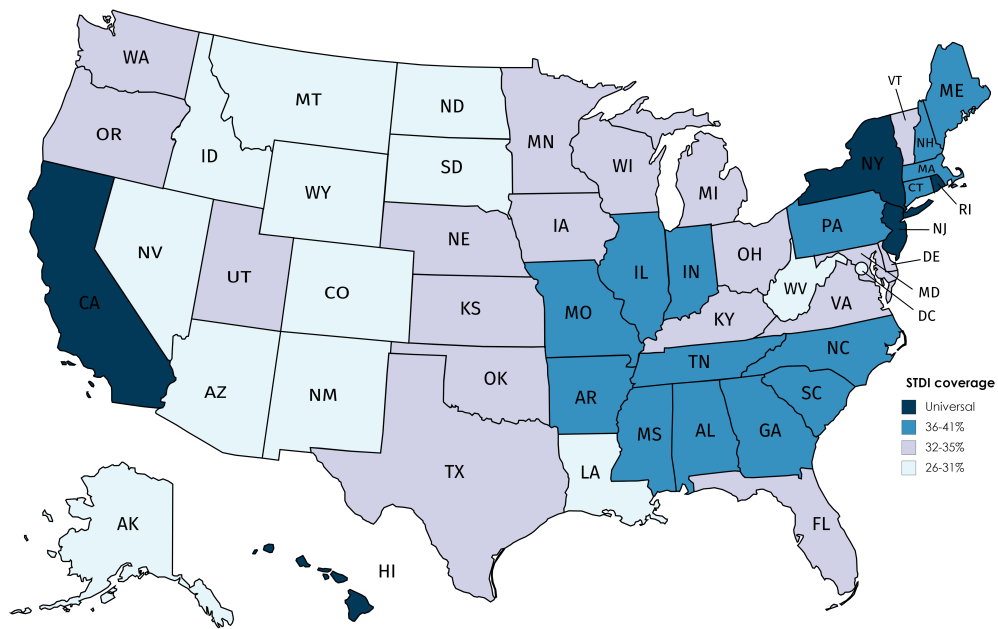 WA
OR
CA
ID
NV
MT
WY
UT
AZ
CO
NM
ND
SD
NE
KS
OK
TX
MN
IA
MO
AR
LA
WI
IL
MI
IN
OH
KY
TN
MS
AL
GA
FL
SC
NC
VA
WV
PA
NY
VT
NH
ME
MA
CT
RI
NJ
DE
MD
DC
AK
HI
STDI coverage
Universal
36-41%
32-35%
26-31%